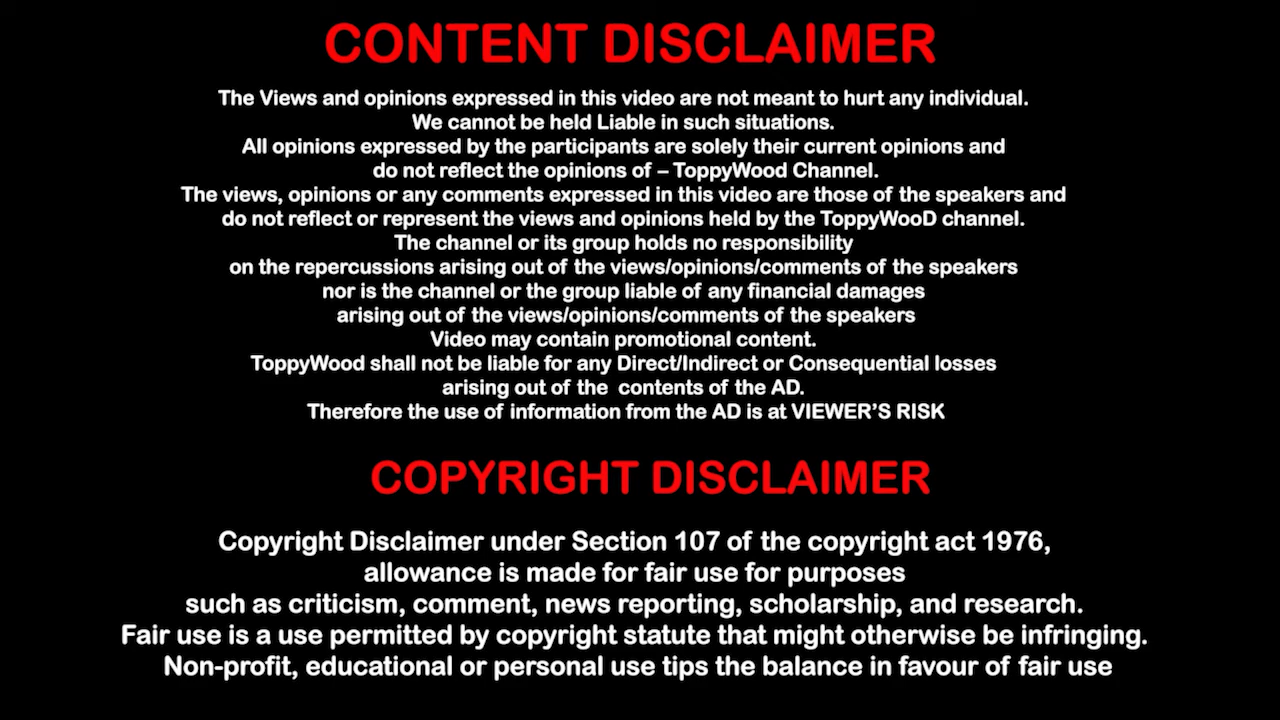 CONTENT DISCLAIMER
The Views and opinions expressed in this video are not meant to hurt any individual.
We cannot be held Liable in such situations.
All opinions expressed by the participants are solely their current opinions and
do not reflect the opinions of – ToppyWood Channel.
The views, opinions or any comments expressed in this video are those of the speakers and
do not reflect or represent the views and opinions held by the ToppyWooD channel.
The channel or its group holds no responsibility
on the repercussions arising out of the views/opinions/comments of the speakers
nor is the channel or the group liable of any financial damages
arising out of the views/opinions/comments of the speakers
Video may contain promotional content.
ToppyWood shall not be liable for any Direct/Indirect or Consequential losses
arising out of the contents of the AD.
Therefore the use of information from the AD is at VIEWER’S RISK
COPYRIGHT DISCLAIMER
Copyright Disclaimer under Section 107 of the copyright act 1976,
allowance is made for fair use for purposes
such as criticism, comment, news reporting, scholarship, and research.
Fair use is a use permitted by copyright statute that might otherwise be infringing.
Non-profit, educational or personal use tips the balance in favour of fair use